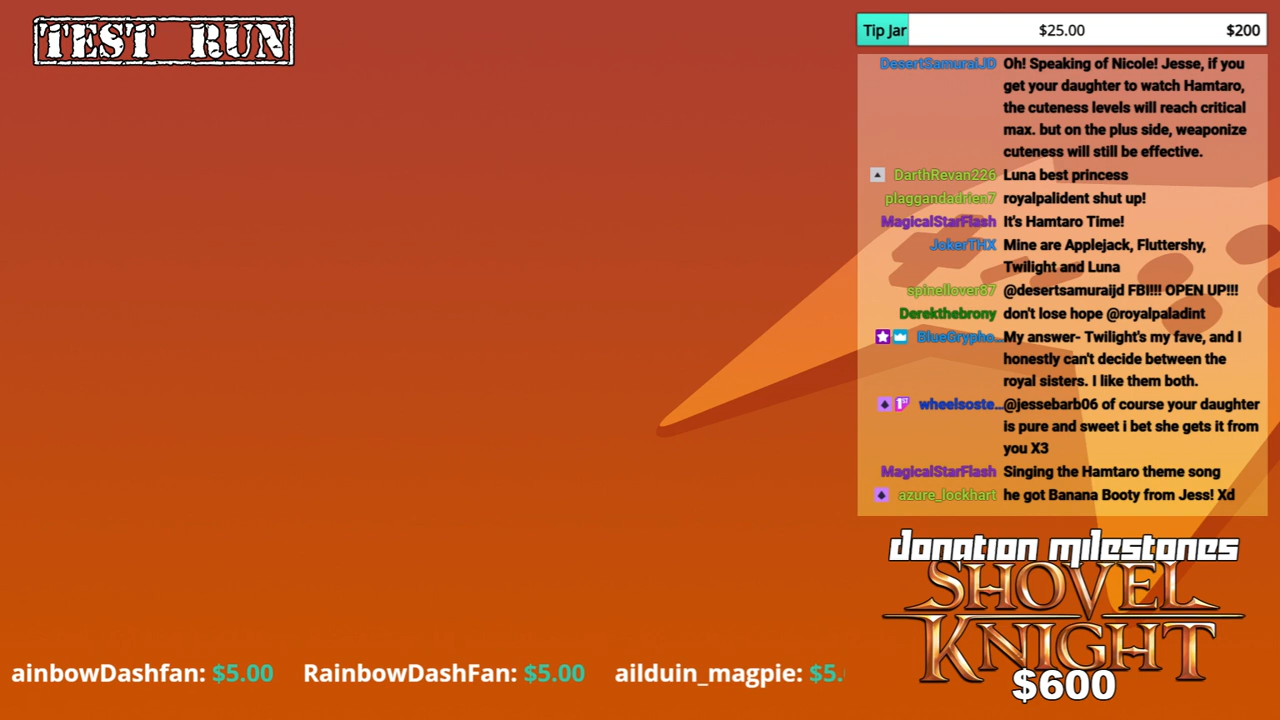 TEST RUN
Tip Jar $25.00 $200
DesertSamuraiJD Oh! Speaking of Nicole! Jesse, if you
get your daughter to watch Hamtaro,
the cuteness levels will reach critical
max. but on the plus side, weaponize
cuteness will still be effective.
DarthRevan226 Luna best princess
plaggandadrien7 royalpalident shut up!
MagicalStarFlash It's Hamtaro Time!
JokerTHX Mine are Applejack, Fluttershy,
Twilight and Luna
spinellover87 @desertsamuraijd FBI!!! OPEN UP!!!
Derekthebrony don't lose hope @royalpaladint
BlueGrypho... My answer- Twilight's my fave, and I
honestly can't decide between the
royal sisters. I like them both.
1ST wheelsoste... @jessebarb06 of course your daughter
is pure and sweet i bet she gets it from
you X3
MagicalStarFlash Singing the Hamtaro theme song
azure_lockhart he got Banana Booty from Jess! Xd
donation milestones
SHOVEL
KNIGHT
$600
ainbowDashfan: $5.00 RainbowDashFan: $5.00 ailduin_magpie: $5.